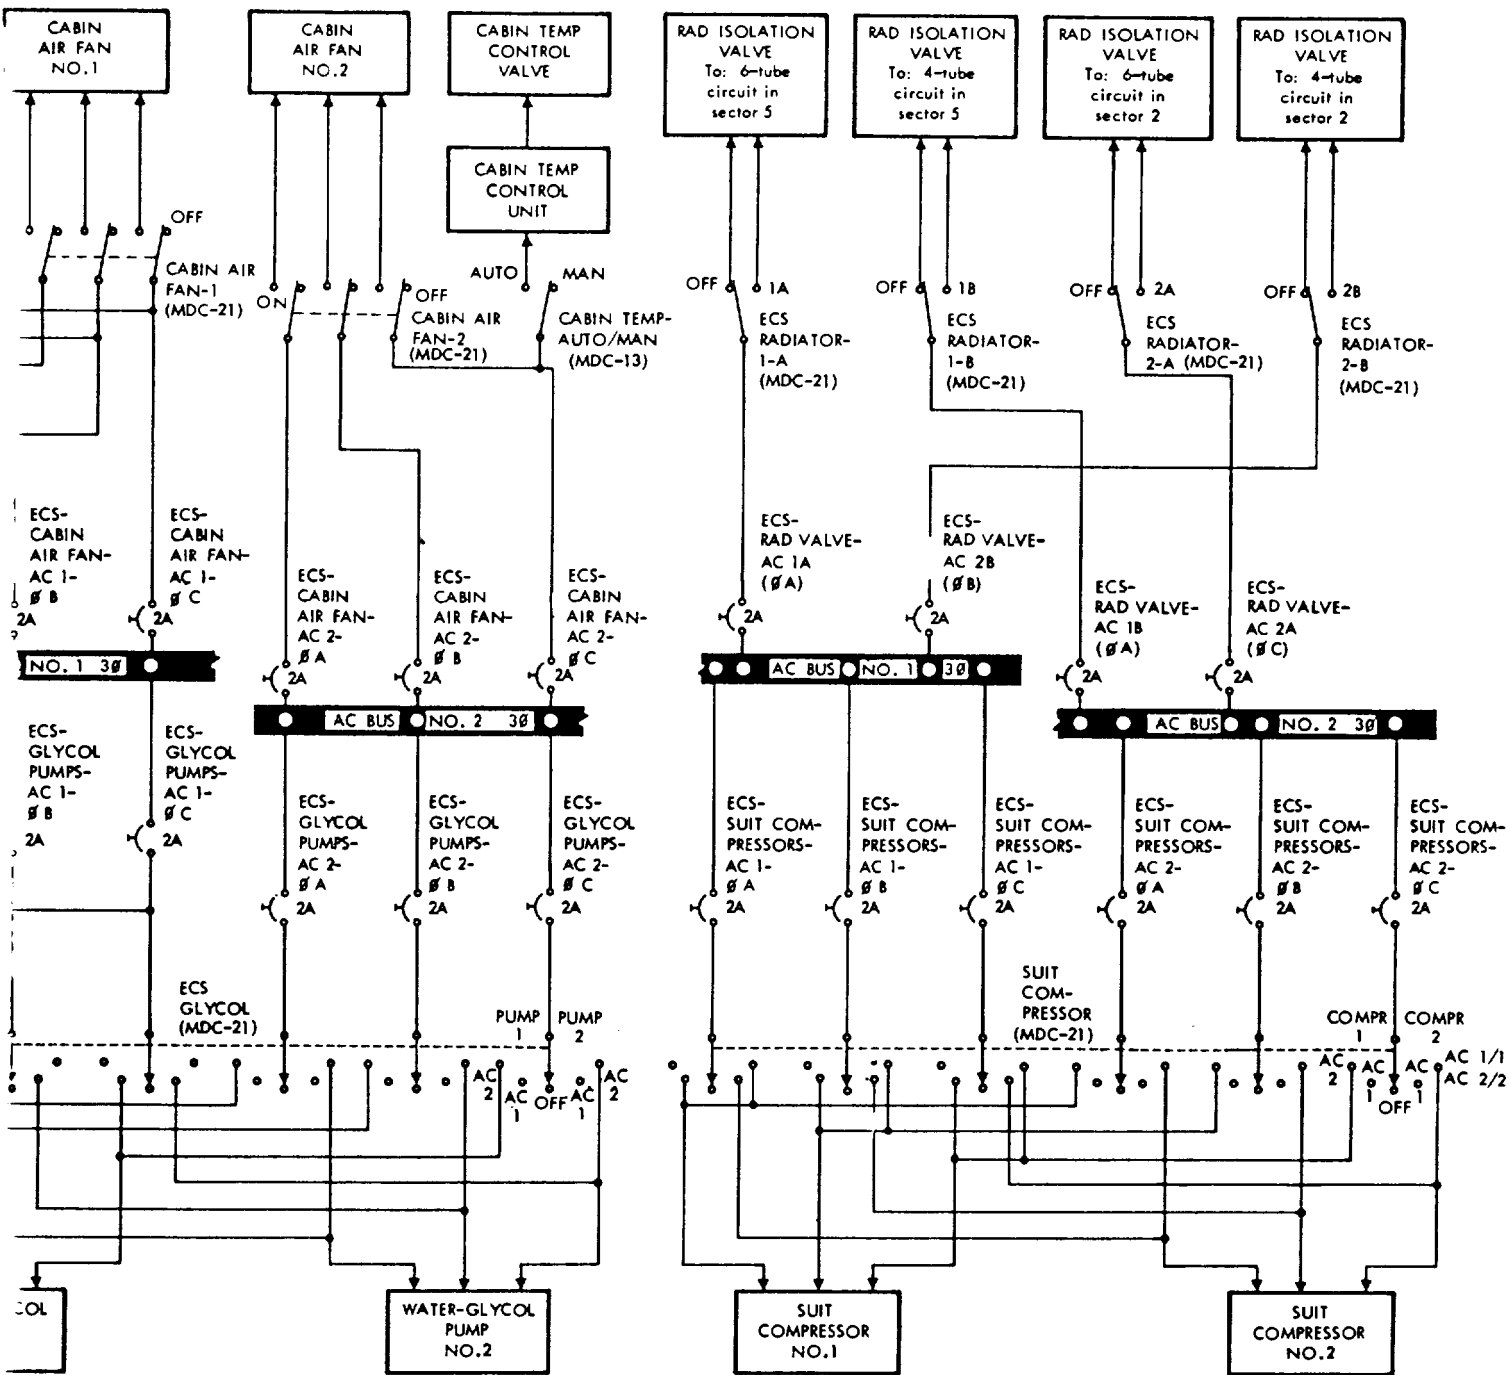 CABIN
AIR FAN
NO.1
CABIN
AIR FAN
NO.2
CABIN TEMP
CONTROL
VALVE
RAD ISOLATION
VALVE
To: 6-tube
circuit in
sector 5
RAD ISOLATION
VALVE
To: 4-tube
circuit in
sector 5
RAD ISOLATION
VALVE
To: 6-tube
circuit in
sector 2
RAD ISOLATION
VALVE
To: 4-tube
circuit in
sector 2
CABIN TEMP
CONTROL
UNIT
OFF
CABIN AIR
FAN-1
(MDC-21)
ON
OFF
CABIN AIR
FAN-2
(MDC-21)
AUTO
MAN
CABIN TEMP-
AUTO/MAN
(MDC-13)
OFF
1A
ECS
RADIATOR-
1-A
(MDC-21)
OFF
1B
ECS
RADIATOR-
1-B
(MDC-21)
OFF
2A
ECS
RADIATOR-
2-A (MDC-21)
OFF
2B
ECS
RADIATOR-
2-B
(MDC-21)
ECS-
CABIN
AIR FAN-
AC 1-
Ø B
2A
ECS-
CABIN
AIR FAN-
AC 1-
Ø C
2A
ECS-
CABIN
AIR FAN-
AC 2-
Ø A
2A
ECS-
CABIN
AIR FAN-
AC 2-
Ø B
2A
ECS-
CABIN
AIR FAN-
AC 2-
Ø C
2A
ECS-
RAD VALVE-
AC 1A
(ØA)
2A
ECS-
RAD VALVE-
AC 2B
(ØB)
2A
ECS-
RAD VALVE-
AC 1B
(ØA)
2A
ECS-
RAD VALVE-
AC 2A
(ØC)
2A
NO.1 3Ø
AC BUS NO. 2 3Ø
AC BUS NO. 1 3Ø
AC BUS NO. 2 3Ø
ECS-
GLYCOL
PUMPS-
AC 1-
Ø B
2A
ECS-
GLYCOL
PUMPS-
AC 1-
Ø C
2A
ECS-
GLYCOL
PUMPS-
AC 2-
Ø A
2A
ECS-
GLYCOL
PUMPS-
AC 2-
Ø B
2A
ECS-
GLYCOL
PUMPS-
AC 2-
Ø C
2A
ECS-
SUIT COM-
PRESSORS-
AC 1-
Ø A
2A
ECS-
SUIT COM-
PRESSORS-
AC 1-
Ø B
2A
ECS-
SUIT COM-
PRESSORS-
AC 1-
Ø C
2A
ECS-
SUIT COM-
PRESSORS-
AC 2-
ØA
2A
ECS-
SUIT COM-
PRESSORS-
AC 2-
ØB
2A
ECS-
SUIT COM-
PRESSORS-
AC 2-
Ø C
2A
ECS
GLYCOL
(MDC-21)
PUMP
1
PUMP
2
SUIT
COM-
PRESSOR
(MDC-21)
COMPR
1
COMPR
2
AC
2
AC
1
OFF
AC
1
AC
2
AC
2
AC
1
OFF
AC
1
AC 1/1
AC 2/2
COL
WATER-GLYCOL
PUMP
NO.2
SUIT
COMPRESSOR
NO.1
SUIT
COMPRESSOR
NO.2